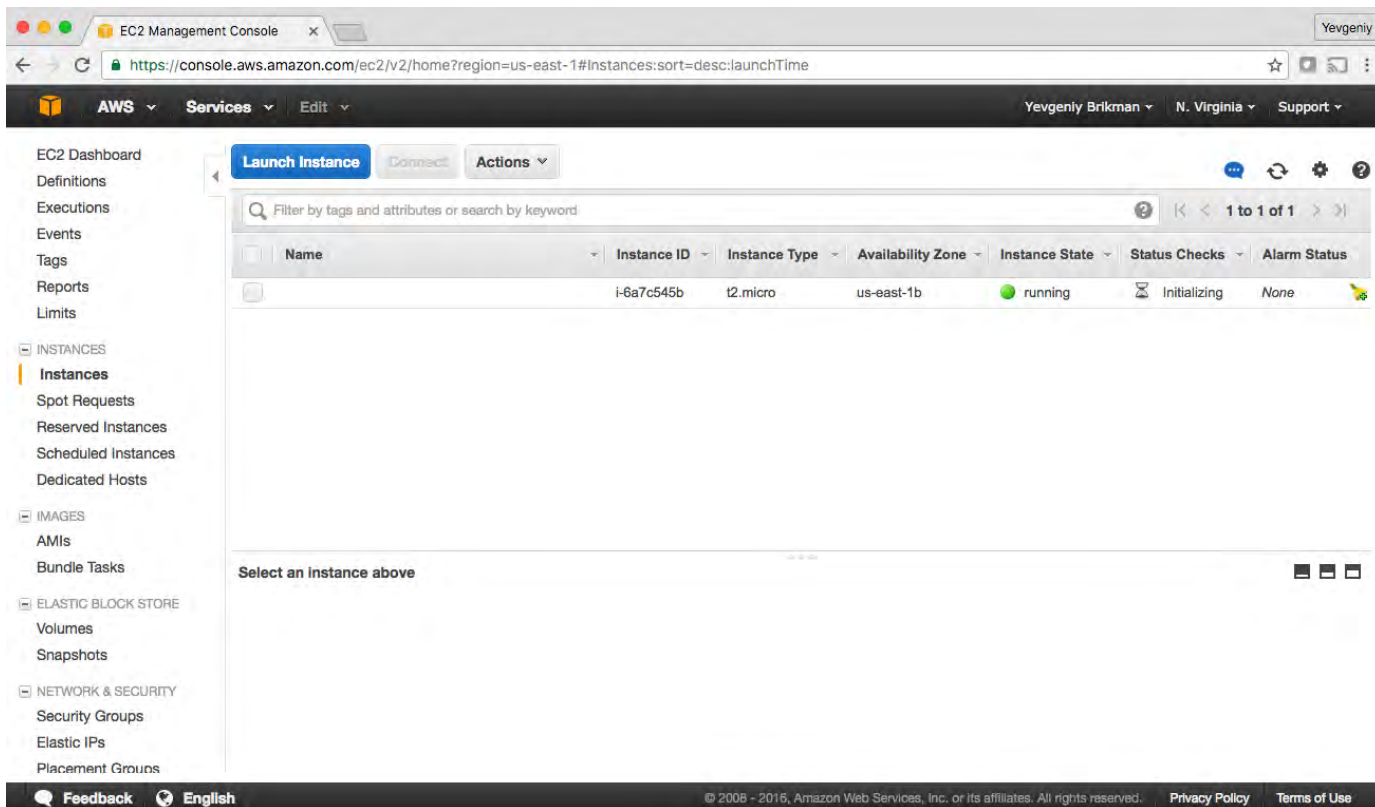 EC2 Management Console
Yevgeniy
https://console.aws.amazon.com/ec2/v2/home?region=us-east-1#Instances:sort=desc:launchTime
AWS Services Edit Yevgeniy Brikman N. Virginia Support
EC2 Dashboard
Definitions
Executions
Events
Tags
Reports
Limits
INSTANCES
Instances
Spot Requests
Reserved Instances
Scheduled Instances
Dedicated Hosts
IMAGES
AMIs
Bundle Tasks
ELASTIC BLOCK STORE
Volumes
Snapshots
NETWORK & SECURITY
Security Groups
Elastic IPs
Placement Groups
Launch Instance Connect Actions
Filter by tags and attributes or search by keyword 1 to 1 of 1
Name Instance ID Instance Type Availability Zone Instance State Status Checks Alarm Status
i-6a7c545b t2.micro us-east-1b running Initializing None
Select an instance above
Feedback English © 2008 - 2016, Amazon Web Services, Inc. or its affiliates. All rights reserved. Privacy Policy Terms of Use